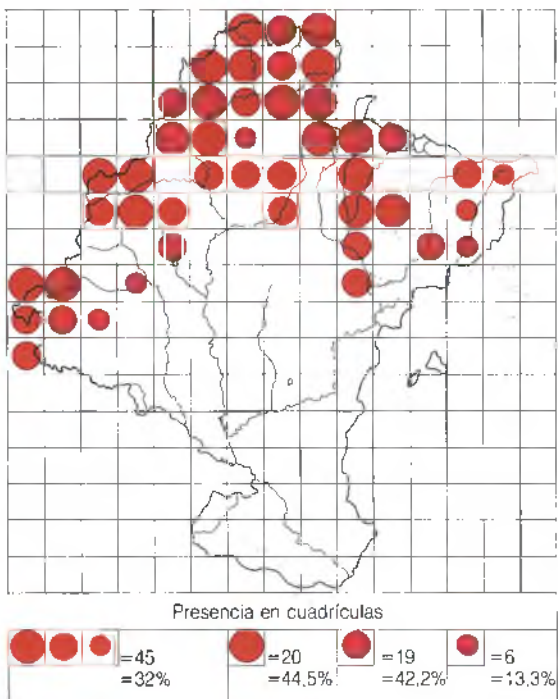 Presencia en cuadrículas
=45 =20 =19 =6
=32% =44,5% =42,2% =13,3%